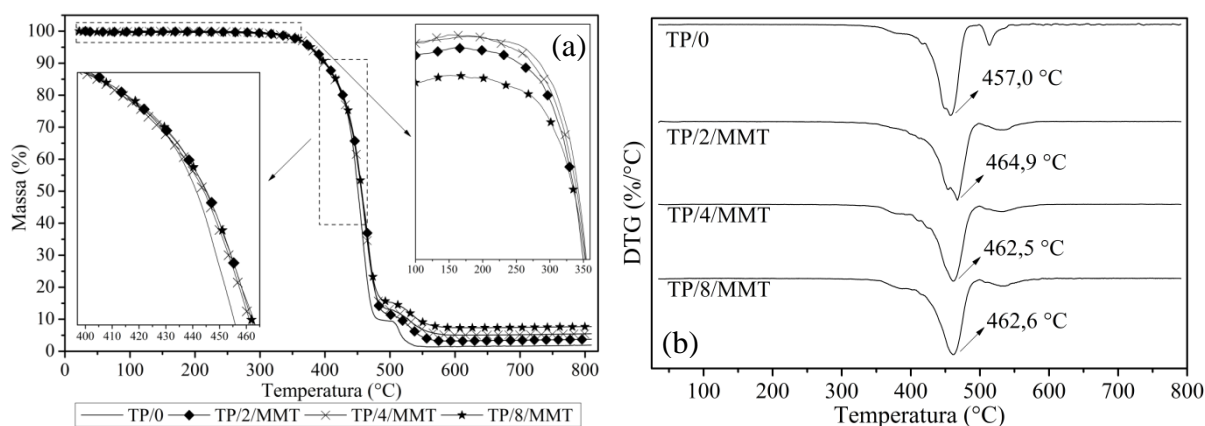 (a)
Massa (%)
100
90
80
70
60
50
40
30
20
10
0
400 410 420 430 440 450 460
100 150 200 250 300 350
0 100 200 300 400 500 600 700 800
Temperatura (°C)
TP/0 TP/2/MMT TP/4/MMT TP/8/MMT
(b)
DTG (%/°C)
TP/0
457,0 °C
TP/2/MMT
464,9 °C
TP/4/MMT
462,5 °C
TP/8/MMT
462,6 °C
100 200 300 400 500 600 700 800
Temperatura (°C)